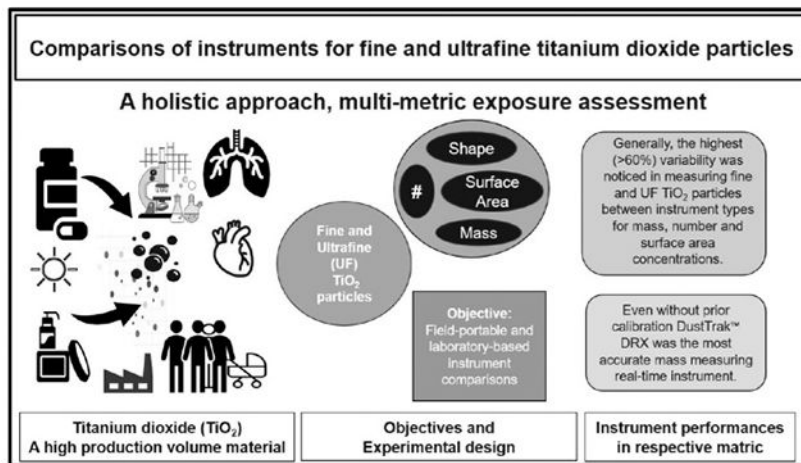 Comparisons of instruments for fine and ultrafine titanium dioxide particles
A holistic approach, multi-metric exposure assessment
Fine and
Ultrafine
(UF)
TiO₂
particles
Shape
#
Surface
Area
Mass
Objective:
Field-portable and
laboratory-based
instrument
comparisons
Generally, the highest
(>60%) variability was
noticed in measuring fine
and UF TiO₂ particles
between instrument types
for mass, number and
surface area
concentrations.
Even without prior
calibration DustTrak™
DRX was the most
accurate mass measuring
real-time instrument.
Titanium dioxide (TiO₂)
A high production volume material
Objectives and
Experimental design
Instrument performances
in respective matric